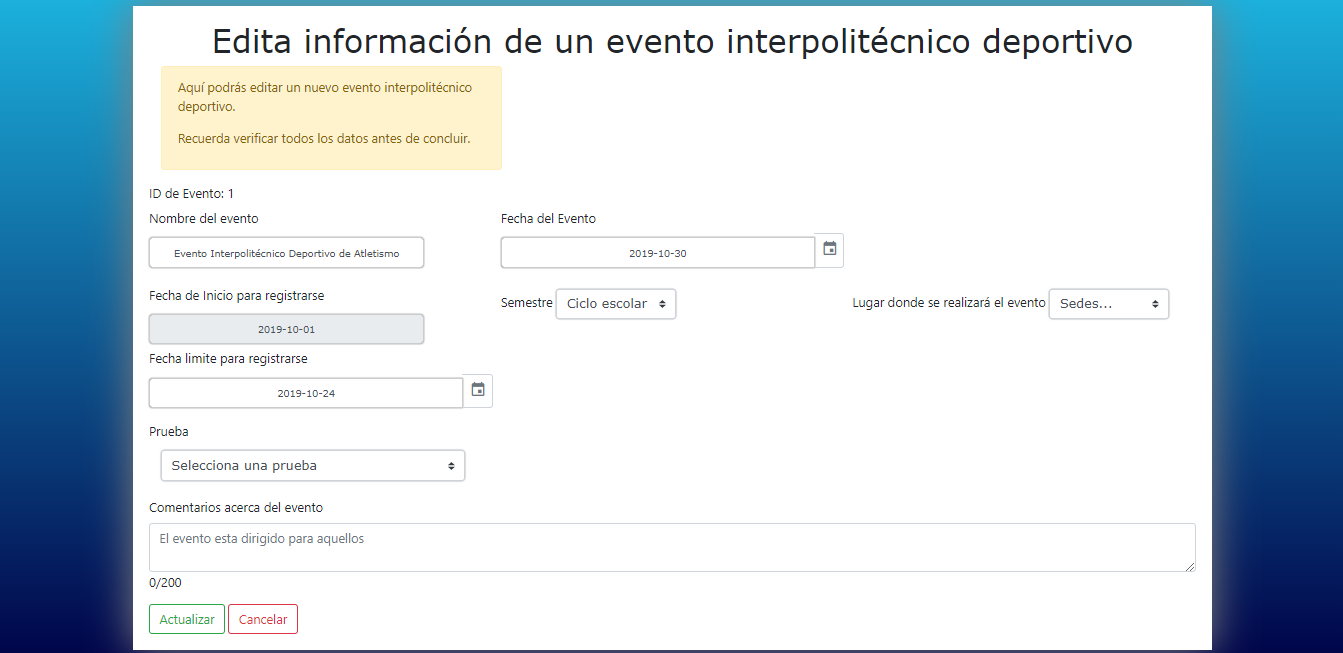 Edita información de un evento interpolitécnico deportivo
Aquí podrás editar un nuevo evento interpolitécnico
deportivo.
Recuerda verificar todos los datos antes de concluir.
ID de Evento: 1
Nombre del evento
Fecha del Evento
Evento Interpolitécnico Deportivo de Atletismo
2019-10-30
Fecha de Inicio para registrarse
Semestre
Ciclo escolar
Lugar donde se realizará el evento
Sedes...
2019-10-01
Fecha limite para registrarse
2019-10-24
Prueba
Selecciona una prueba
Comentarios acerca del evento
El evento esta dirigido para aquellos
0/200
Actualizar
Cancelar